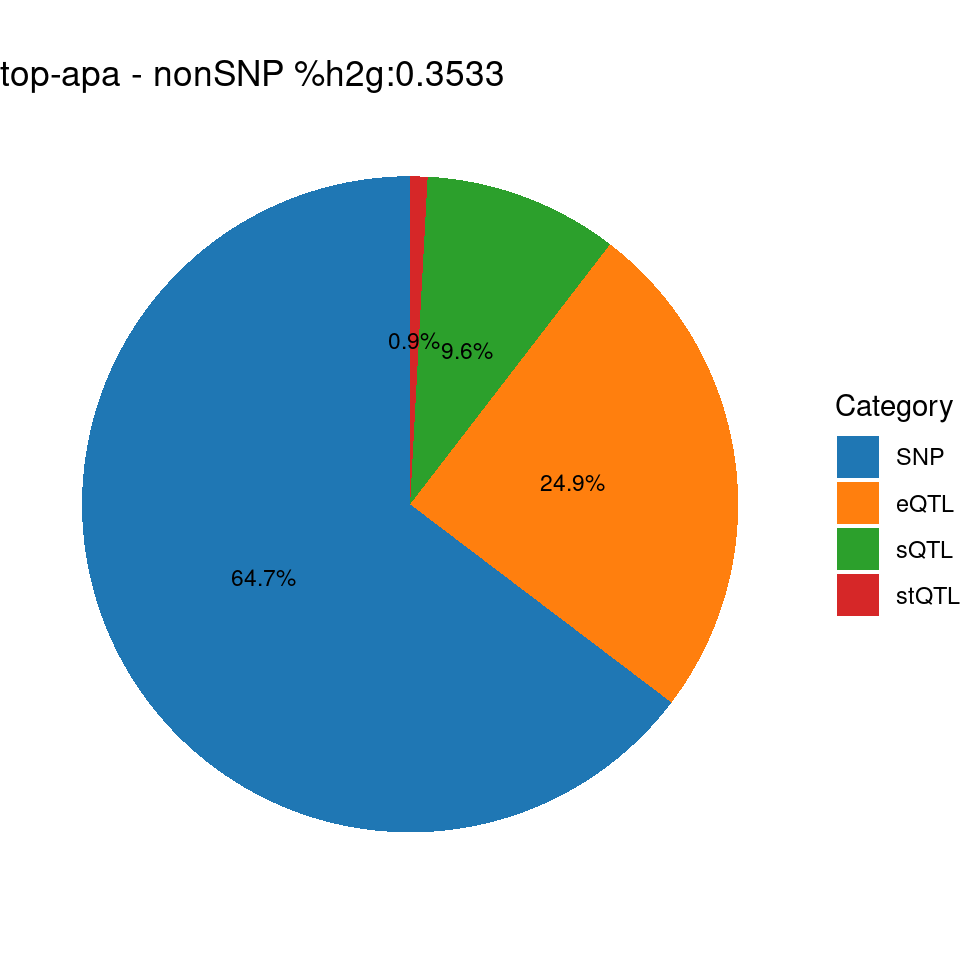 top-apa - nonSNP %h2g:0.3533
0.9%
9.6%
24.9%
64.7%
Category
SNP
eQTL
sQTL
stQTL